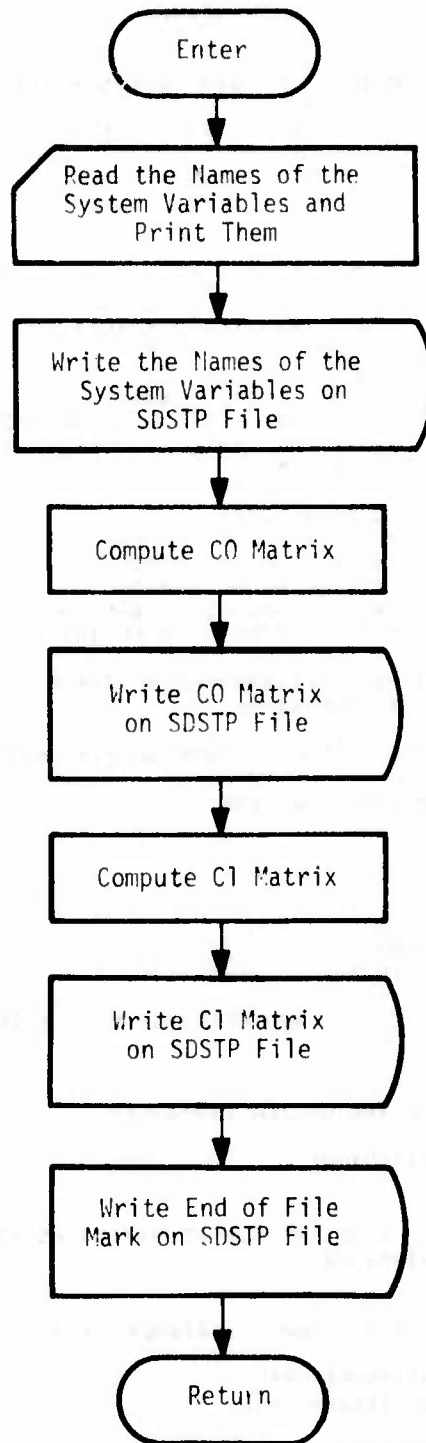 Enter
Read the Names of the
System Variables and
Print Them
Write the Names of the
System Variables on
SDSTP File
Compute C0 Matrix
Write C0 Matrix
on SDSTP File
Compute C1 Matrix
Write C1 Matrix
on SDSTP File
Write End of File
Mark on SDSTP File
Return